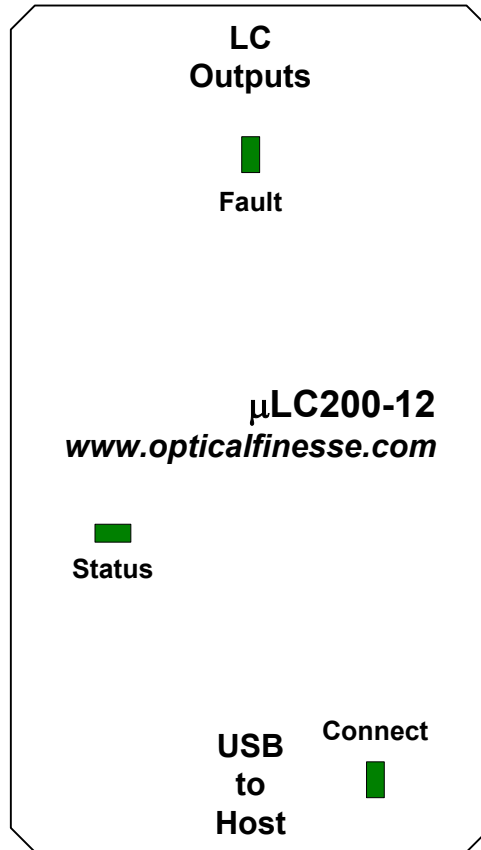 LC
Outputs
Fault
μLC200-12
www.opticalfinesse.com
Status
Connect
USB
to
Host